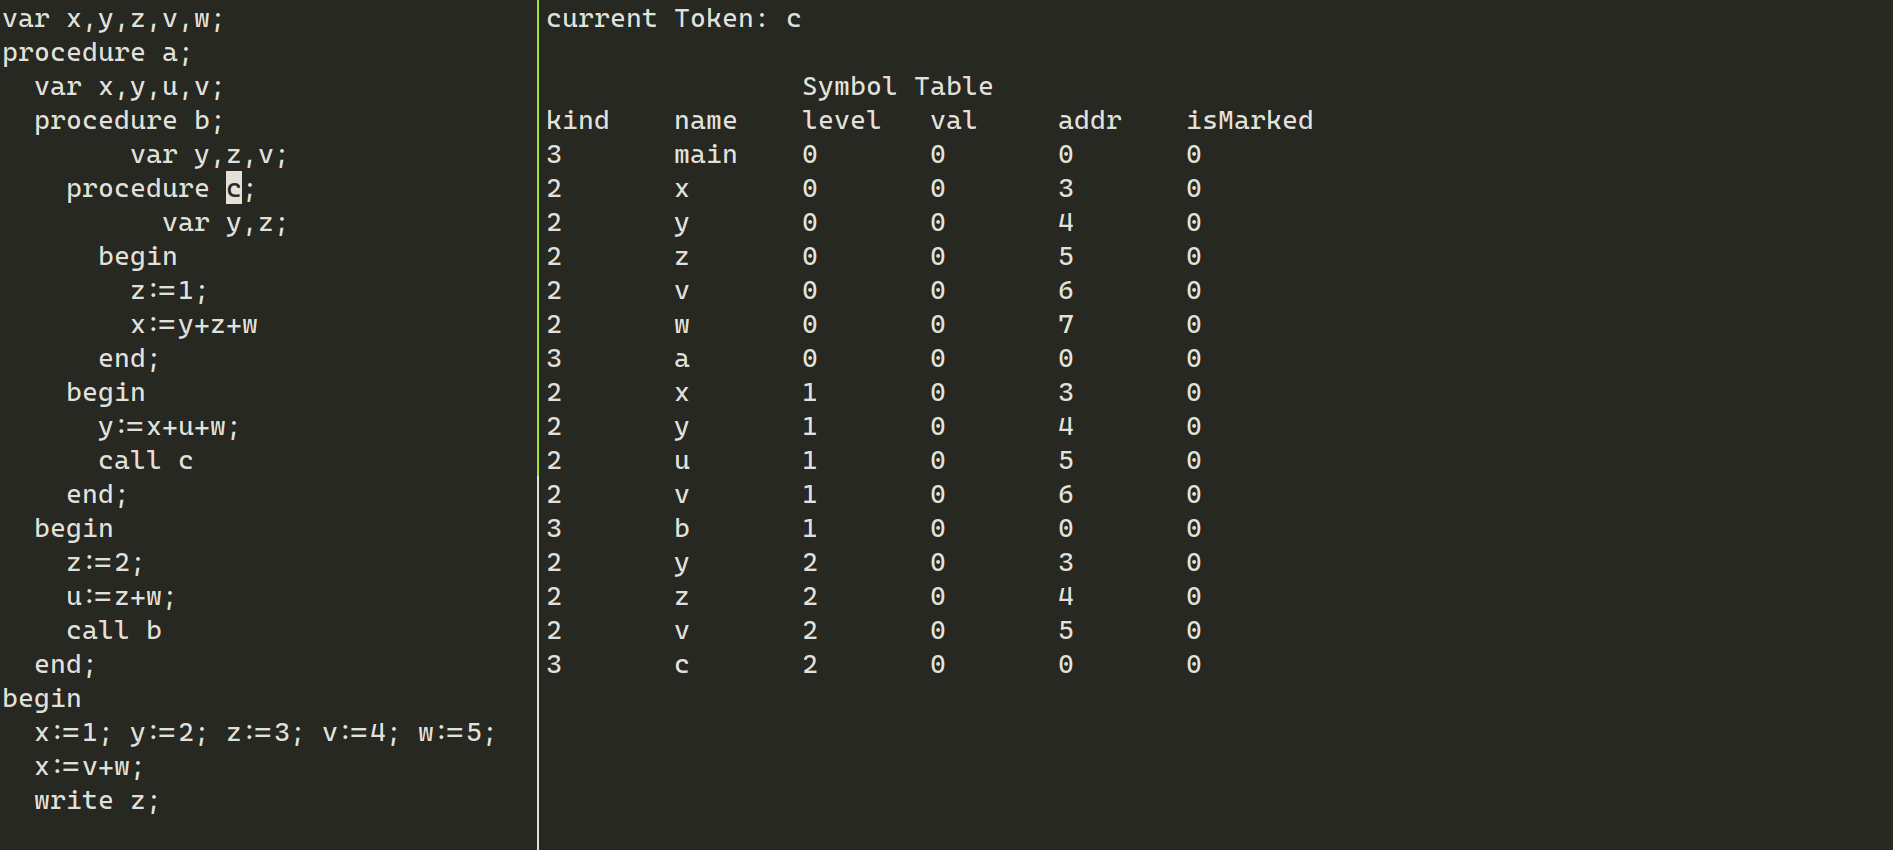 var x,y,z,v,w;
procedure a;
  var x,y,u,v;
  procedure b;
        var y,z,v;
    procedure c;
          var y,z;
      begin
        z:=1;
        x:=y+z+w
      end;
    begin
      y:=x+u+w;
      call c
    end;
  begin
    z:=2;
    u:=z+w;
    call b
  end;
begin
  x:=1; y:=2; z:=3; v:=4; w:=5;
  x:=v+w;
  write z;
current Token: c
Symbol Table
kind name level val addr isMarked
3 main 0 0 0 0
2 x 0 0 3 0
2 y 0 0 4 0
2 z 0 0 5 0
2 v 0 0 6 0
2 w 0 0 7 0
3 a 0 0 0 0
2 x 1 0 3 0
2 y 1 0 4 0
2 u 1 0 5 0
2 v 1 0 6 0
3 b 1 0 0 0
2 y 2 0 3 0
2 z 2 0 4 0
2 v 2 0 5 0
3 c 2 0 0 0